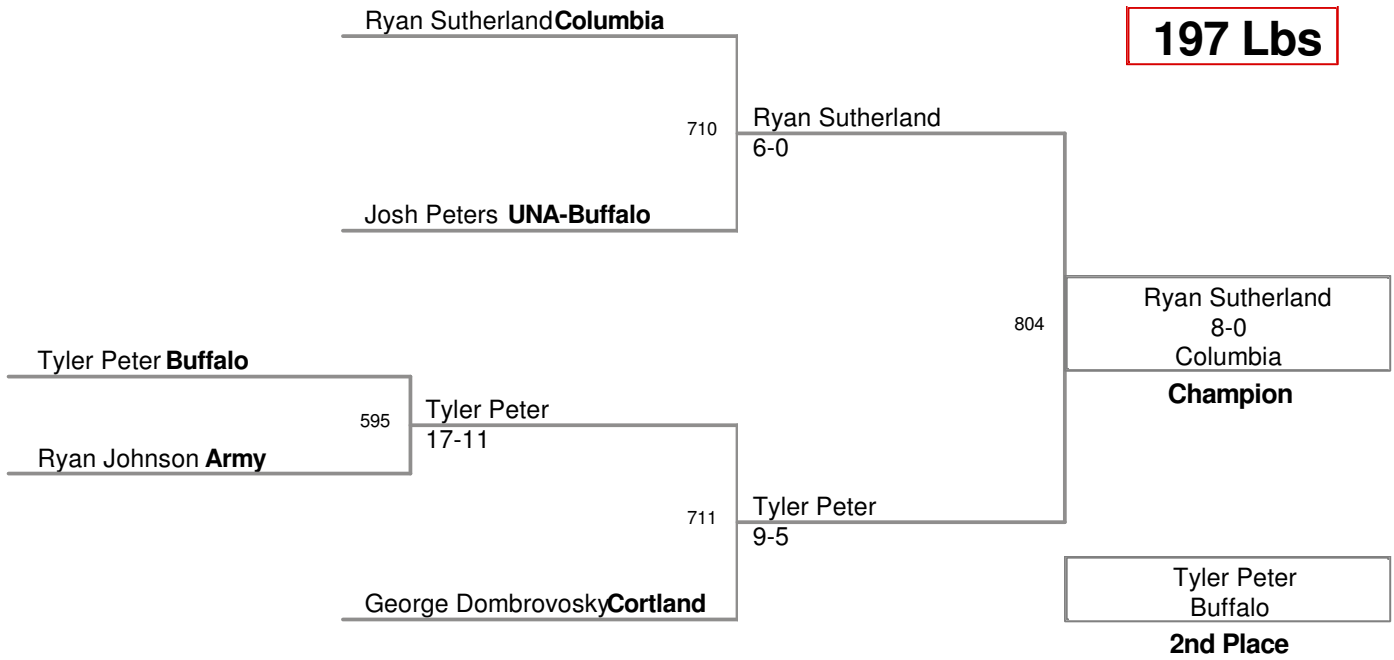 Ryan Sutherland Columbia
197 Lbs
710
Ryan Sutherland
6-0
Josh Peters UNA-Buffalo
804
Ryan Sutherland
8-0
Columbia
Champion
Tyler Peter Buffalo
595
Tyler Peter
17-11
Ryan Johnson Army
711
Tyler Peter
9-5
George Dombrovosky Cortland
Tyler Peter
Buffalo
2nd Place